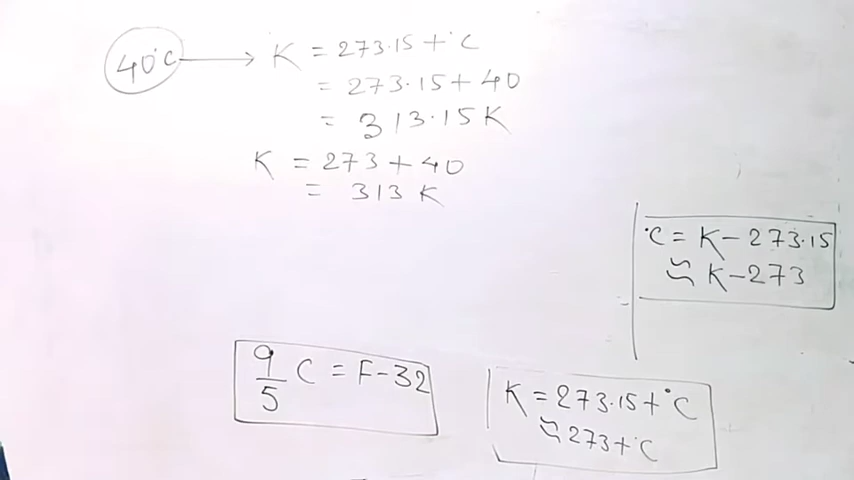 40°C → K = 273.15 + °C
= 273.15 + 40
= 313.15 K
K = 273 + 40
= 313 K
°C = K - 273.15
≈ K - 273
9/5 C = F - 32
K = 273.15 + °C
≈ 273 + °C